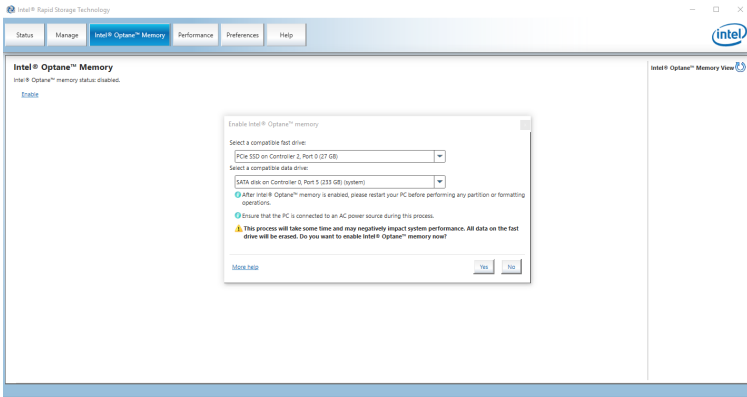 Intel® Rapid Storage Technology
Status Manage Intel® Optane™ Memory Performance Preferences Help
intel
Intel® Optane™ Memory
Intel® Optane™ Memory View
Intel® Optane™ memory status: disabled.
Enable
Enable Intel® Optane™ memory
Select a compatible fast drive:
PCIe SSD on Controller 2, Port 0 (27 GB)
Select a compatible data drive:
SATA disk on Controller 0, Port 5 (233 GB) (system)
After Intel® Optane™ memory is enabled, please restart your PC before performing any partition or formatting
operations.
Ensure that the PC is connected to an AC power source during this process.
This process will take some time and may negatively impact system performance. All data on the fast
drive will be erased. Do you want to enable Intel® Optane™ memory now?
More help
Yes No